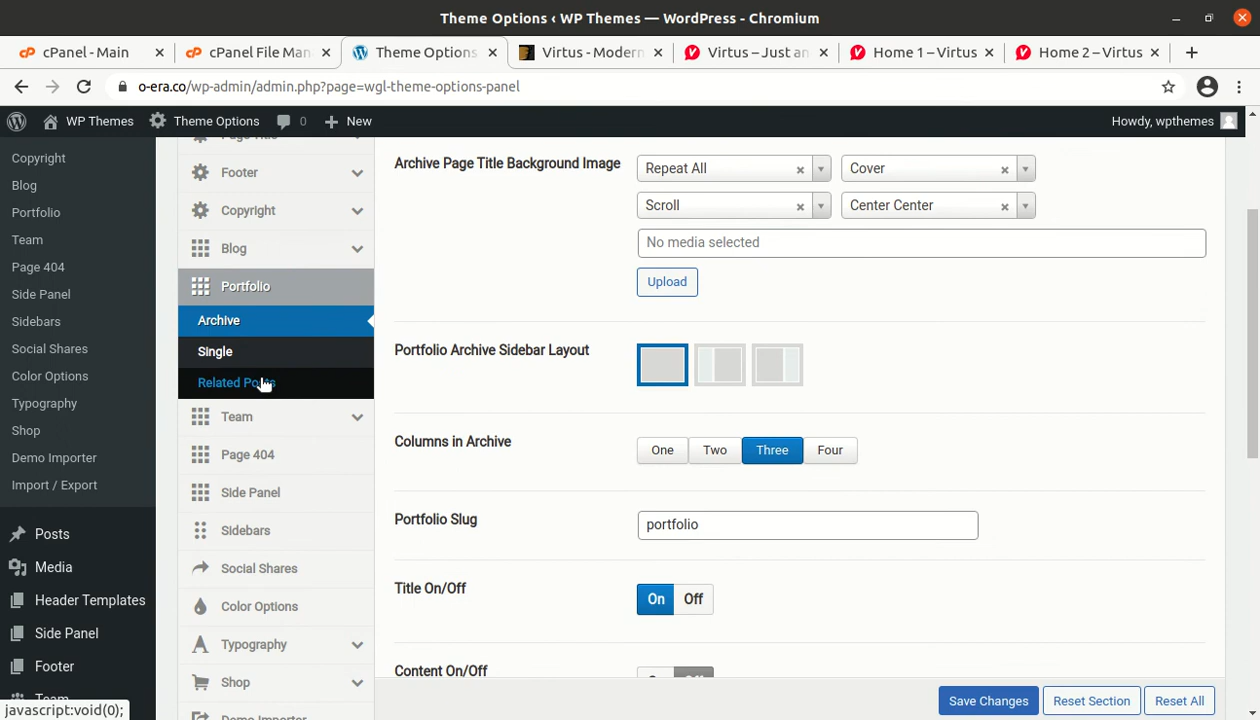 Theme Options ‹ WP Themes — WordPress - Chromium
cPanel - Main
cPanel File Man
Theme Options
Virtus - Modern
Virtus – Just an
Home 1 – Virtus
Home 2 – Virtus
o-era.co/wp-admin/admin.php?page=wgl-theme-options-panel
WP Themes
Theme Options
0
New
Howdy, wpthemes
Copyright
Blog
Portfolio
Team
Page 404
Side Panel
Sidebars
Social Shares
Color Options
Typography
Shop
Demo Importer
Import / Export
Posts
Media
Header Templates
Side Panel
Footer
Team
javascript:void(0);
Page Title
Footer
Copyright
Blog
Portfolio
Archive
Single
Related Posts
Team
Page 404
Side Panel
Sidebars
Social Shares
Color Options
Typography
Shop
Demo Importer
Archive Page Title Background Image
Repeat All
Cover
Scroll
Center Center
No media selected
Upload
Portfolio Archive Sidebar Layout
Columns in Archive
One
Two
Three
Four
Portfolio Slug
portfolio
Title On/Off
On
Off
Content On/Off
Save Changes
Reset Section
Reset All